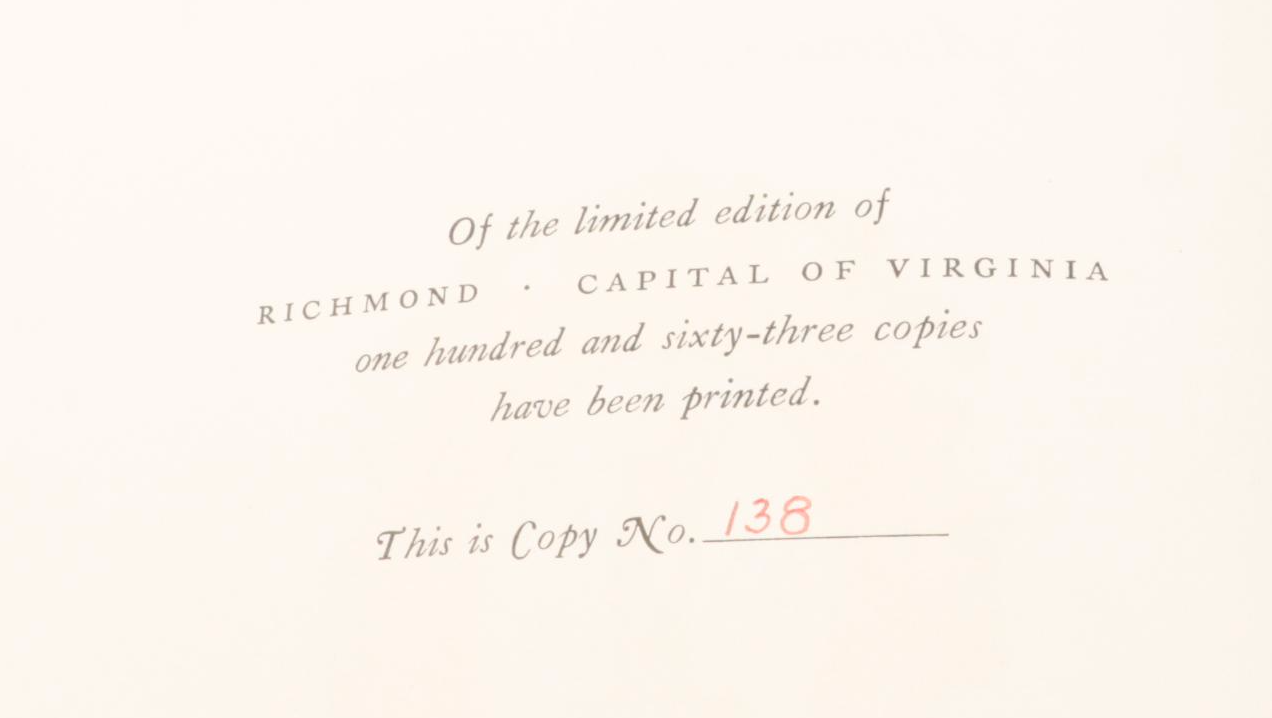 Of the limited edition of
RICHMOND · CAPITAL OF VIRGINIA
one hundred and sixty-three copies
have been printed.
This is Copy No. 138